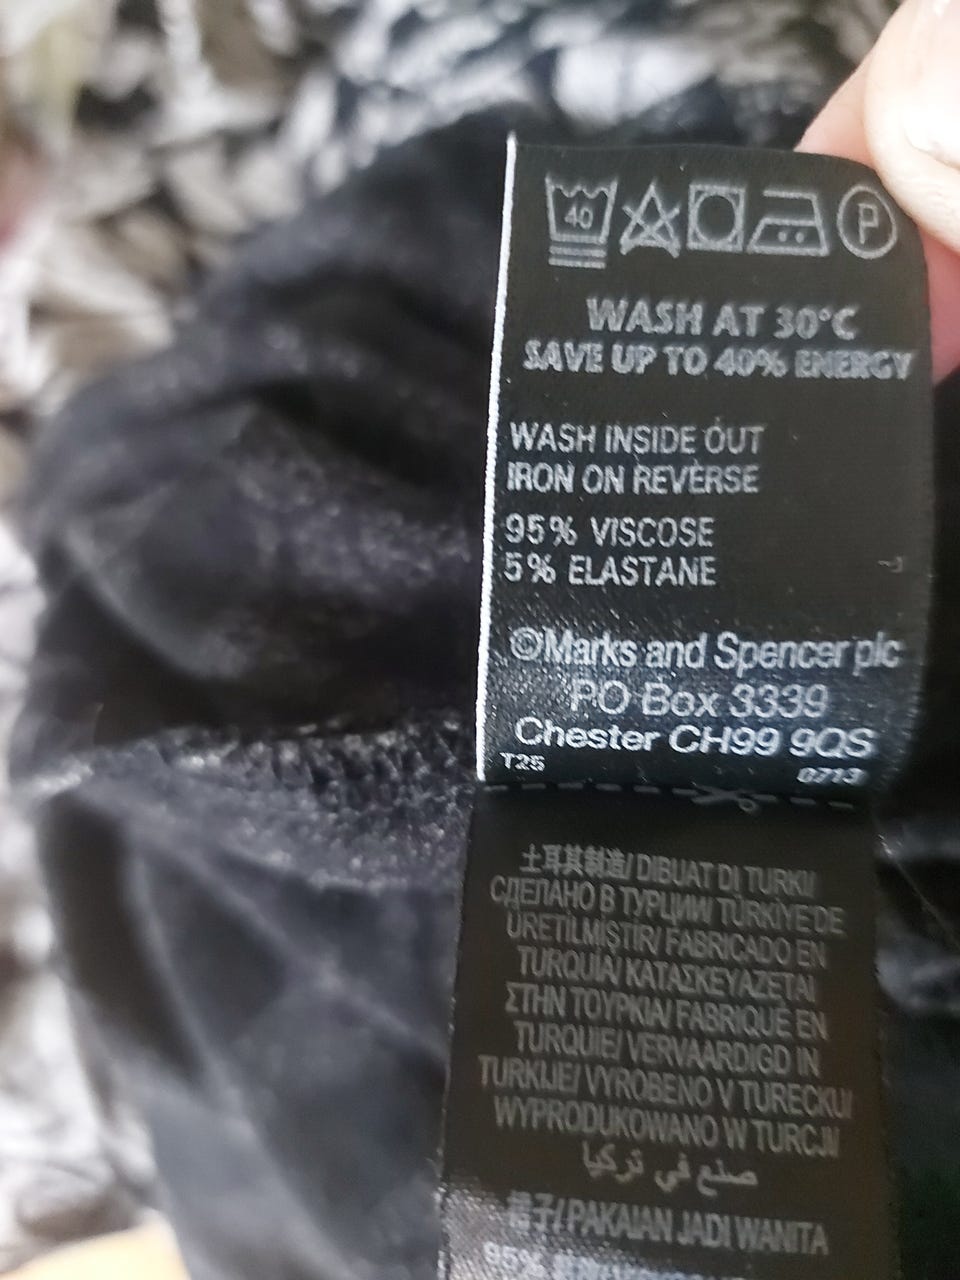 40 P
WASH AT 30°C
SAVE UP TO 40% ENERGY
WASH INSIDE OUT
IRON ON REVERSE
95% VISCOSE
5% ELASTANE
©Marks and Spencer plc
PO Box 3339
Chester CH99 9QS
T25 0713
土耳其制造/ DIBUAT DI TURKI/
СДЕЛАНО В ТУРЦИИ/ TÜRKİYE'DE
ÜRETİLMİŞTİR/ FABRICADO EN
TURQUÍA/ ΚΑΤΑΣΚΕΥΑΖΕΤΑΙ
ΣΤΗΝ ΤΟΥΡΚΙΑ/ FABRIQUÉ EN
TURQUIE/ VERVAARDIGD IN
TURKIJE/ VYROBENO V TURECKU/
WYPRODUKOWANO W TURCJI/
صنع في تركيا
裙子/ PAKAIAN JADI WANITA
95%